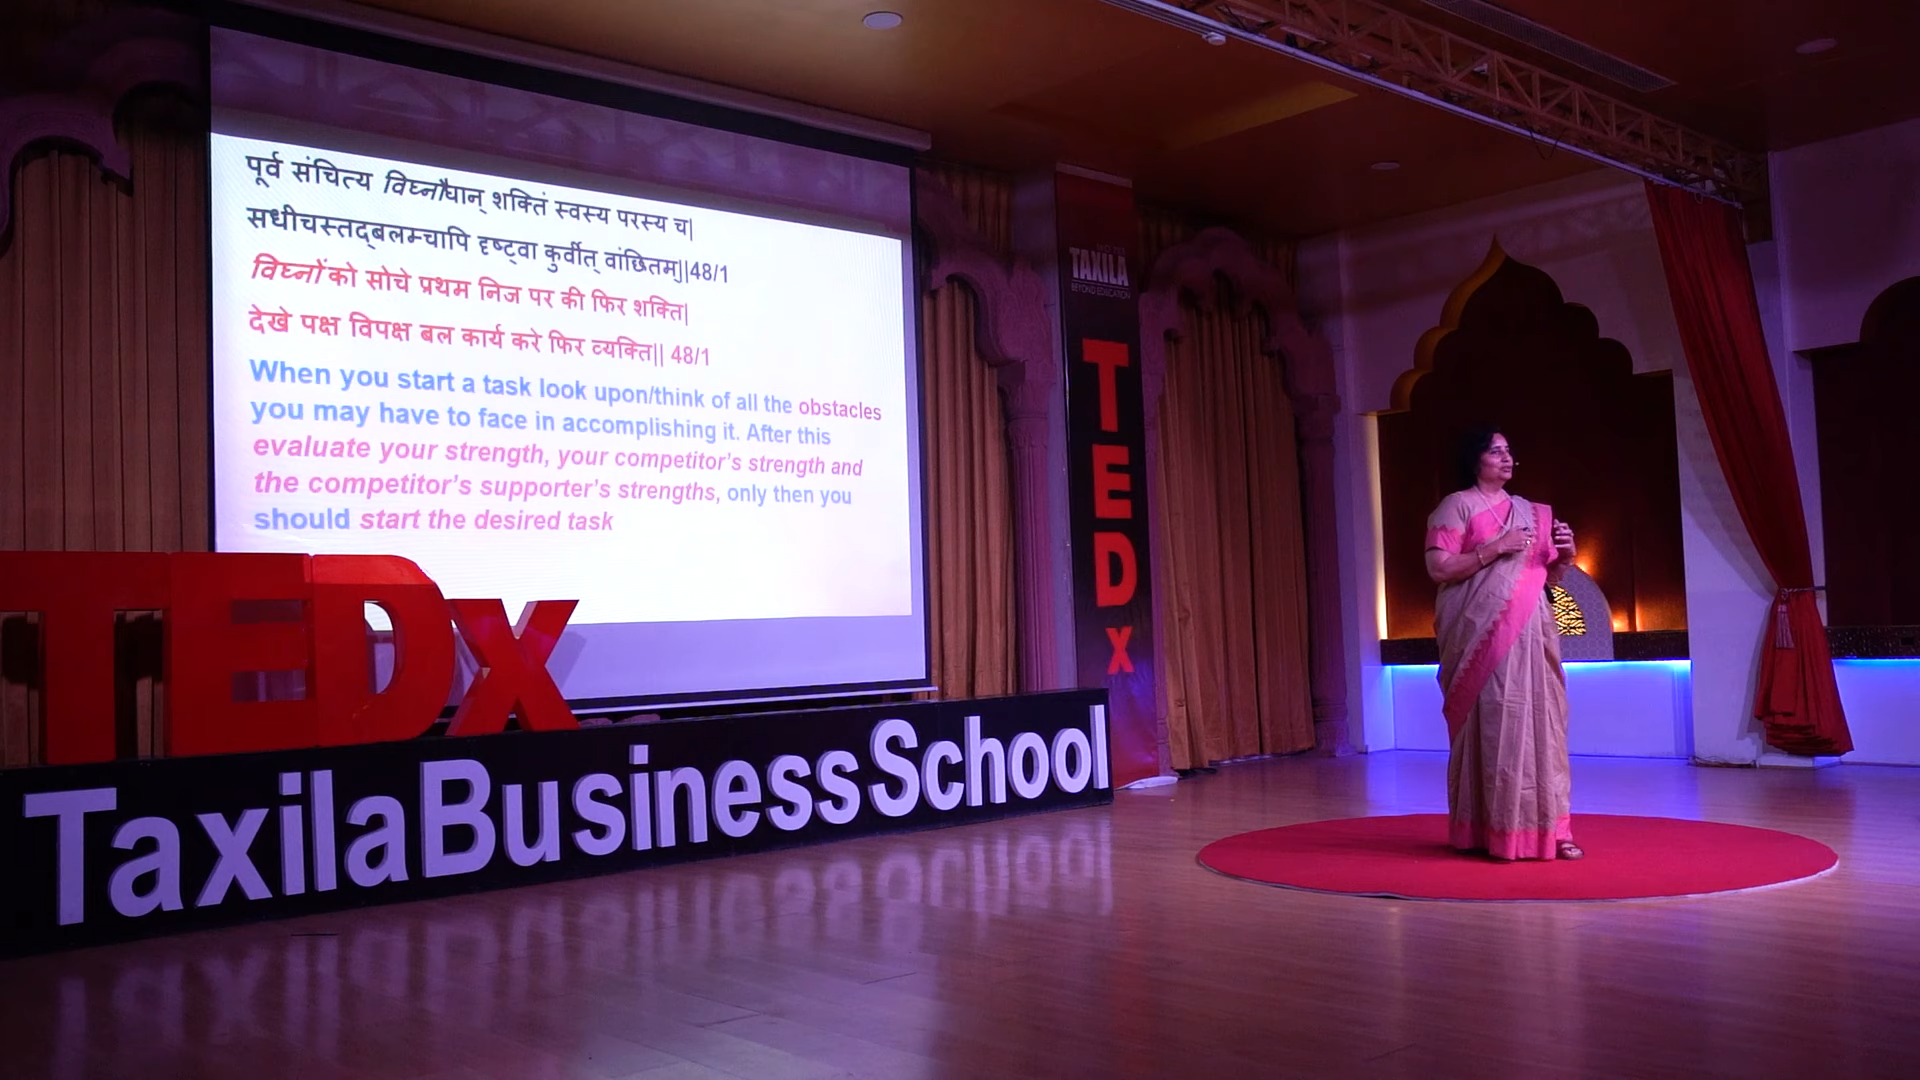 पूर्व संचित्य विघ्नौघान् शक्तिं स्वस्य परस्य च|
सधीचस्तद्बलम्चापि दृष्ट्वा कुर्वीत् वांछितम्||48/1
विघ्नों को सोचे प्रथम निज पर की फिर शक्ति|
देखे पक्ष विपक्ष बल कार्य करे फिर व्यक्ति|| 48/1
When you start a task look upon/think of all the obstacles
you may have to face in accomplishing it. After this
evaluate your strength, your competitor's strength and
the competitor's supporter's strengths, only then you
should start the desired task
TEDx
TaxilaBusinessSchool
TAXILA
BEYOND EDUCATION
TEDx